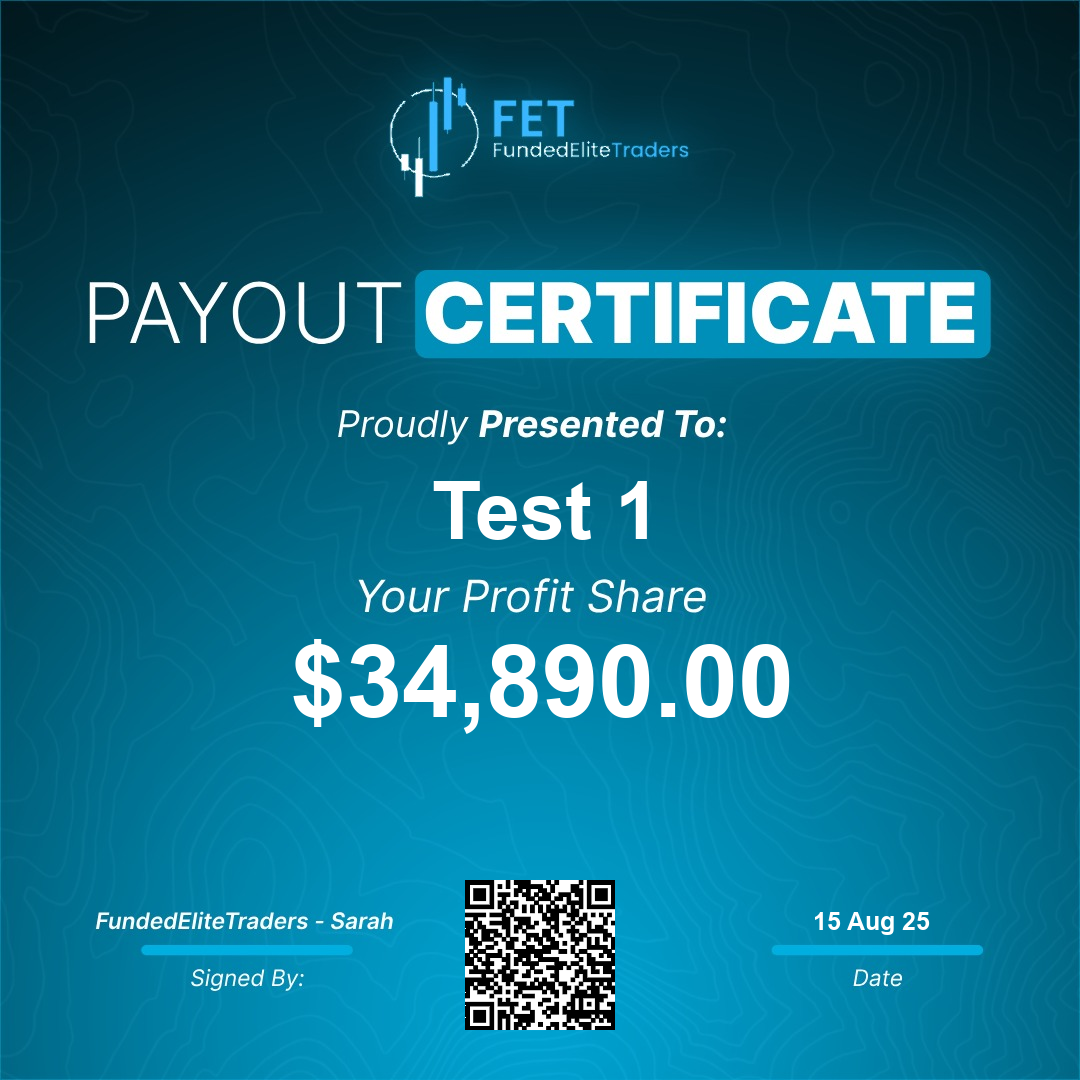 FET
FundedEliteTraders
PAYOUT CERTIFICATE
Proudly Presented To:
Test 1
Your Profit Share
$34,890.00
FundedEliteTraders - Sarah
Signed By:
15 Aug 25
Date